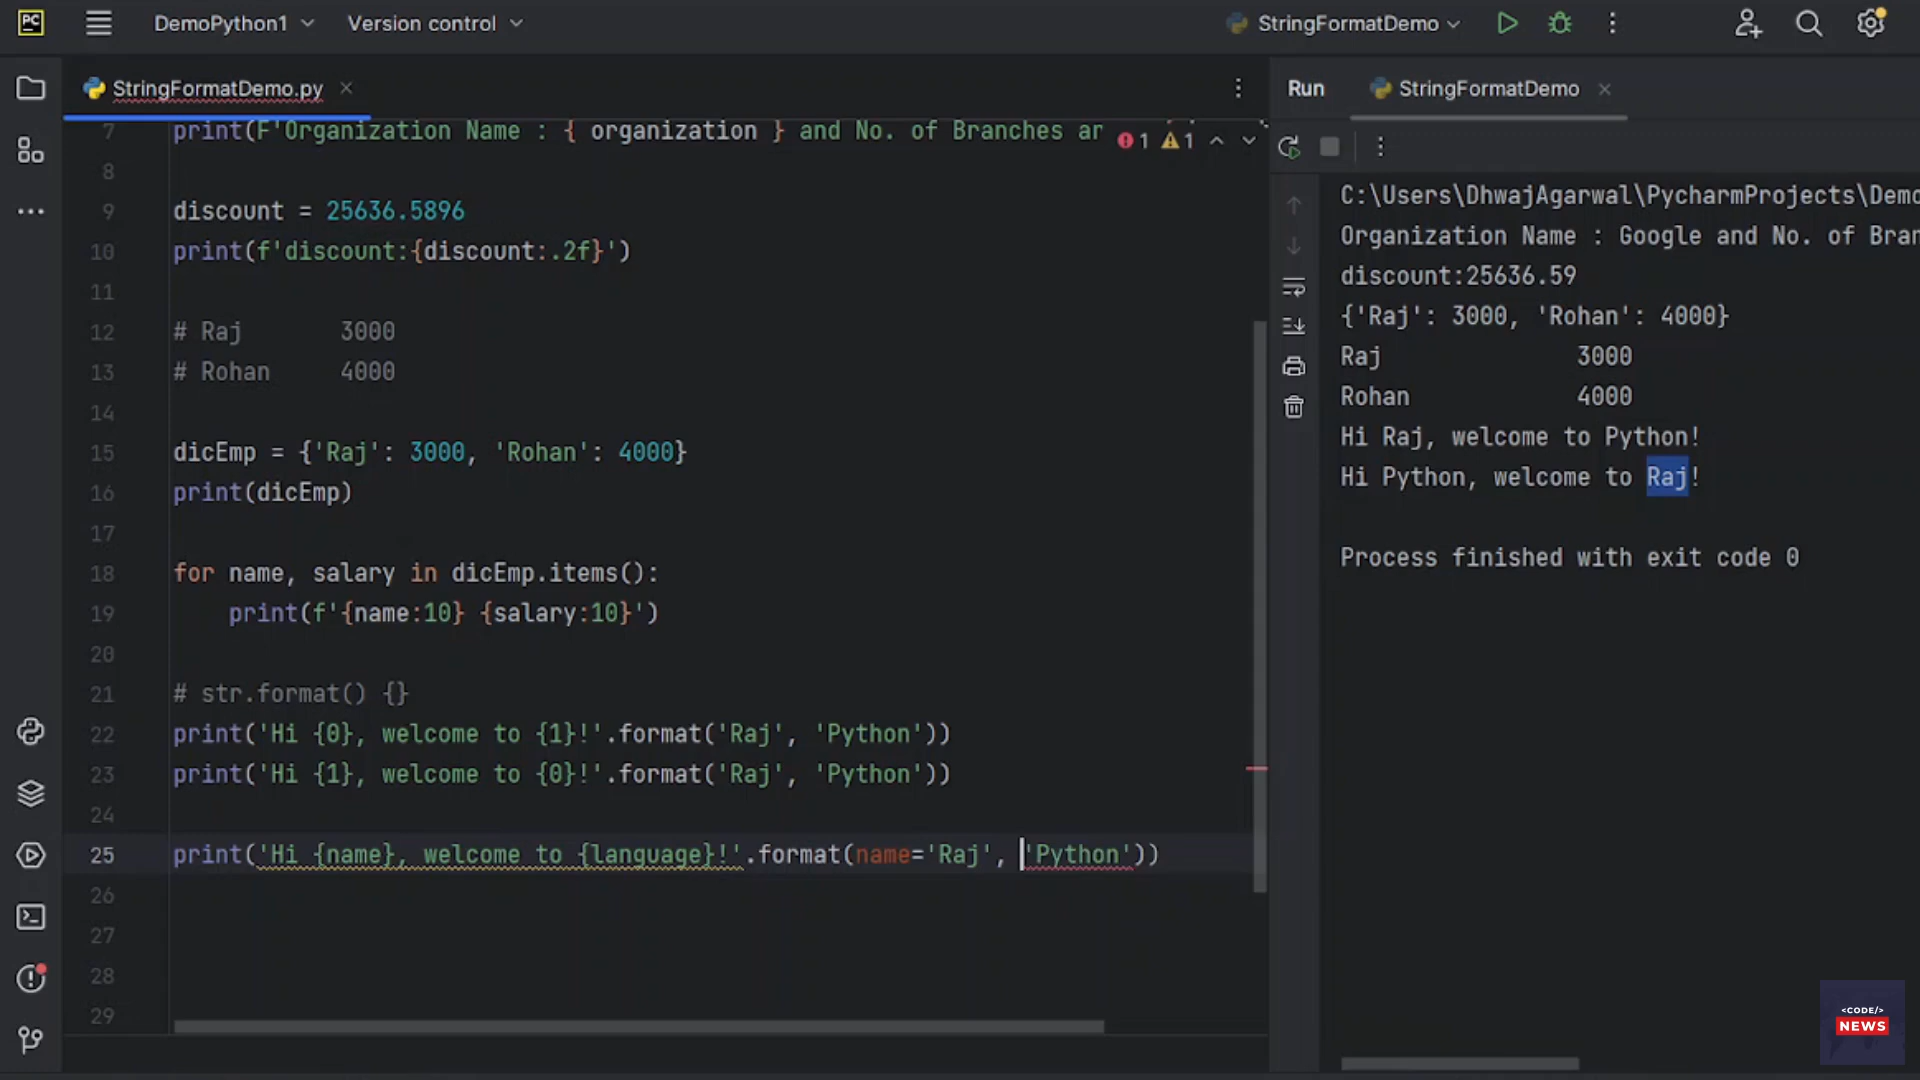 PC DemoPython1 Version control StringFormatDemo
StringFormatDemo.py
Run StringFormatDemo
7 print(F'Organization Name : { organization } and No. of Branches ar
1 1
8
9 discount = 25636.5896
10 print(f'discount:{discount:.2f}')
11
12 # Raj       3000
13 # Rohan     4000
14
15 dicEmp = {'Raj': 3000, 'Rohan': 4000}
16 print(dicEmp)
17
18 for name, salary in dicEmp.items():
19     print(f'{name:10} {salary:10}')
20
21 # str.format() {}
22 print('Hi {0}, welcome to {1}!'.format('Raj', 'Python'))
23 print('Hi {1}, welcome to {0}!'.format('Raj', 'Python'))
24
25 print('Hi {name}, welcome to {language}!'.format(name='Raj', 'Python'))
26
27
28
29
C:\Users\DhwajAgarwal\PycharmProjects\Demo
Organization Name : Google and No. of Bran
discount:25636.59
{'Raj': 3000, 'Rohan': 4000}
Raj              3000
Rohan            4000
Hi Raj, welcome to Python!
Hi Python, welcome to Raj!
Process finished with exit code 0
<CODE/>
NEWS